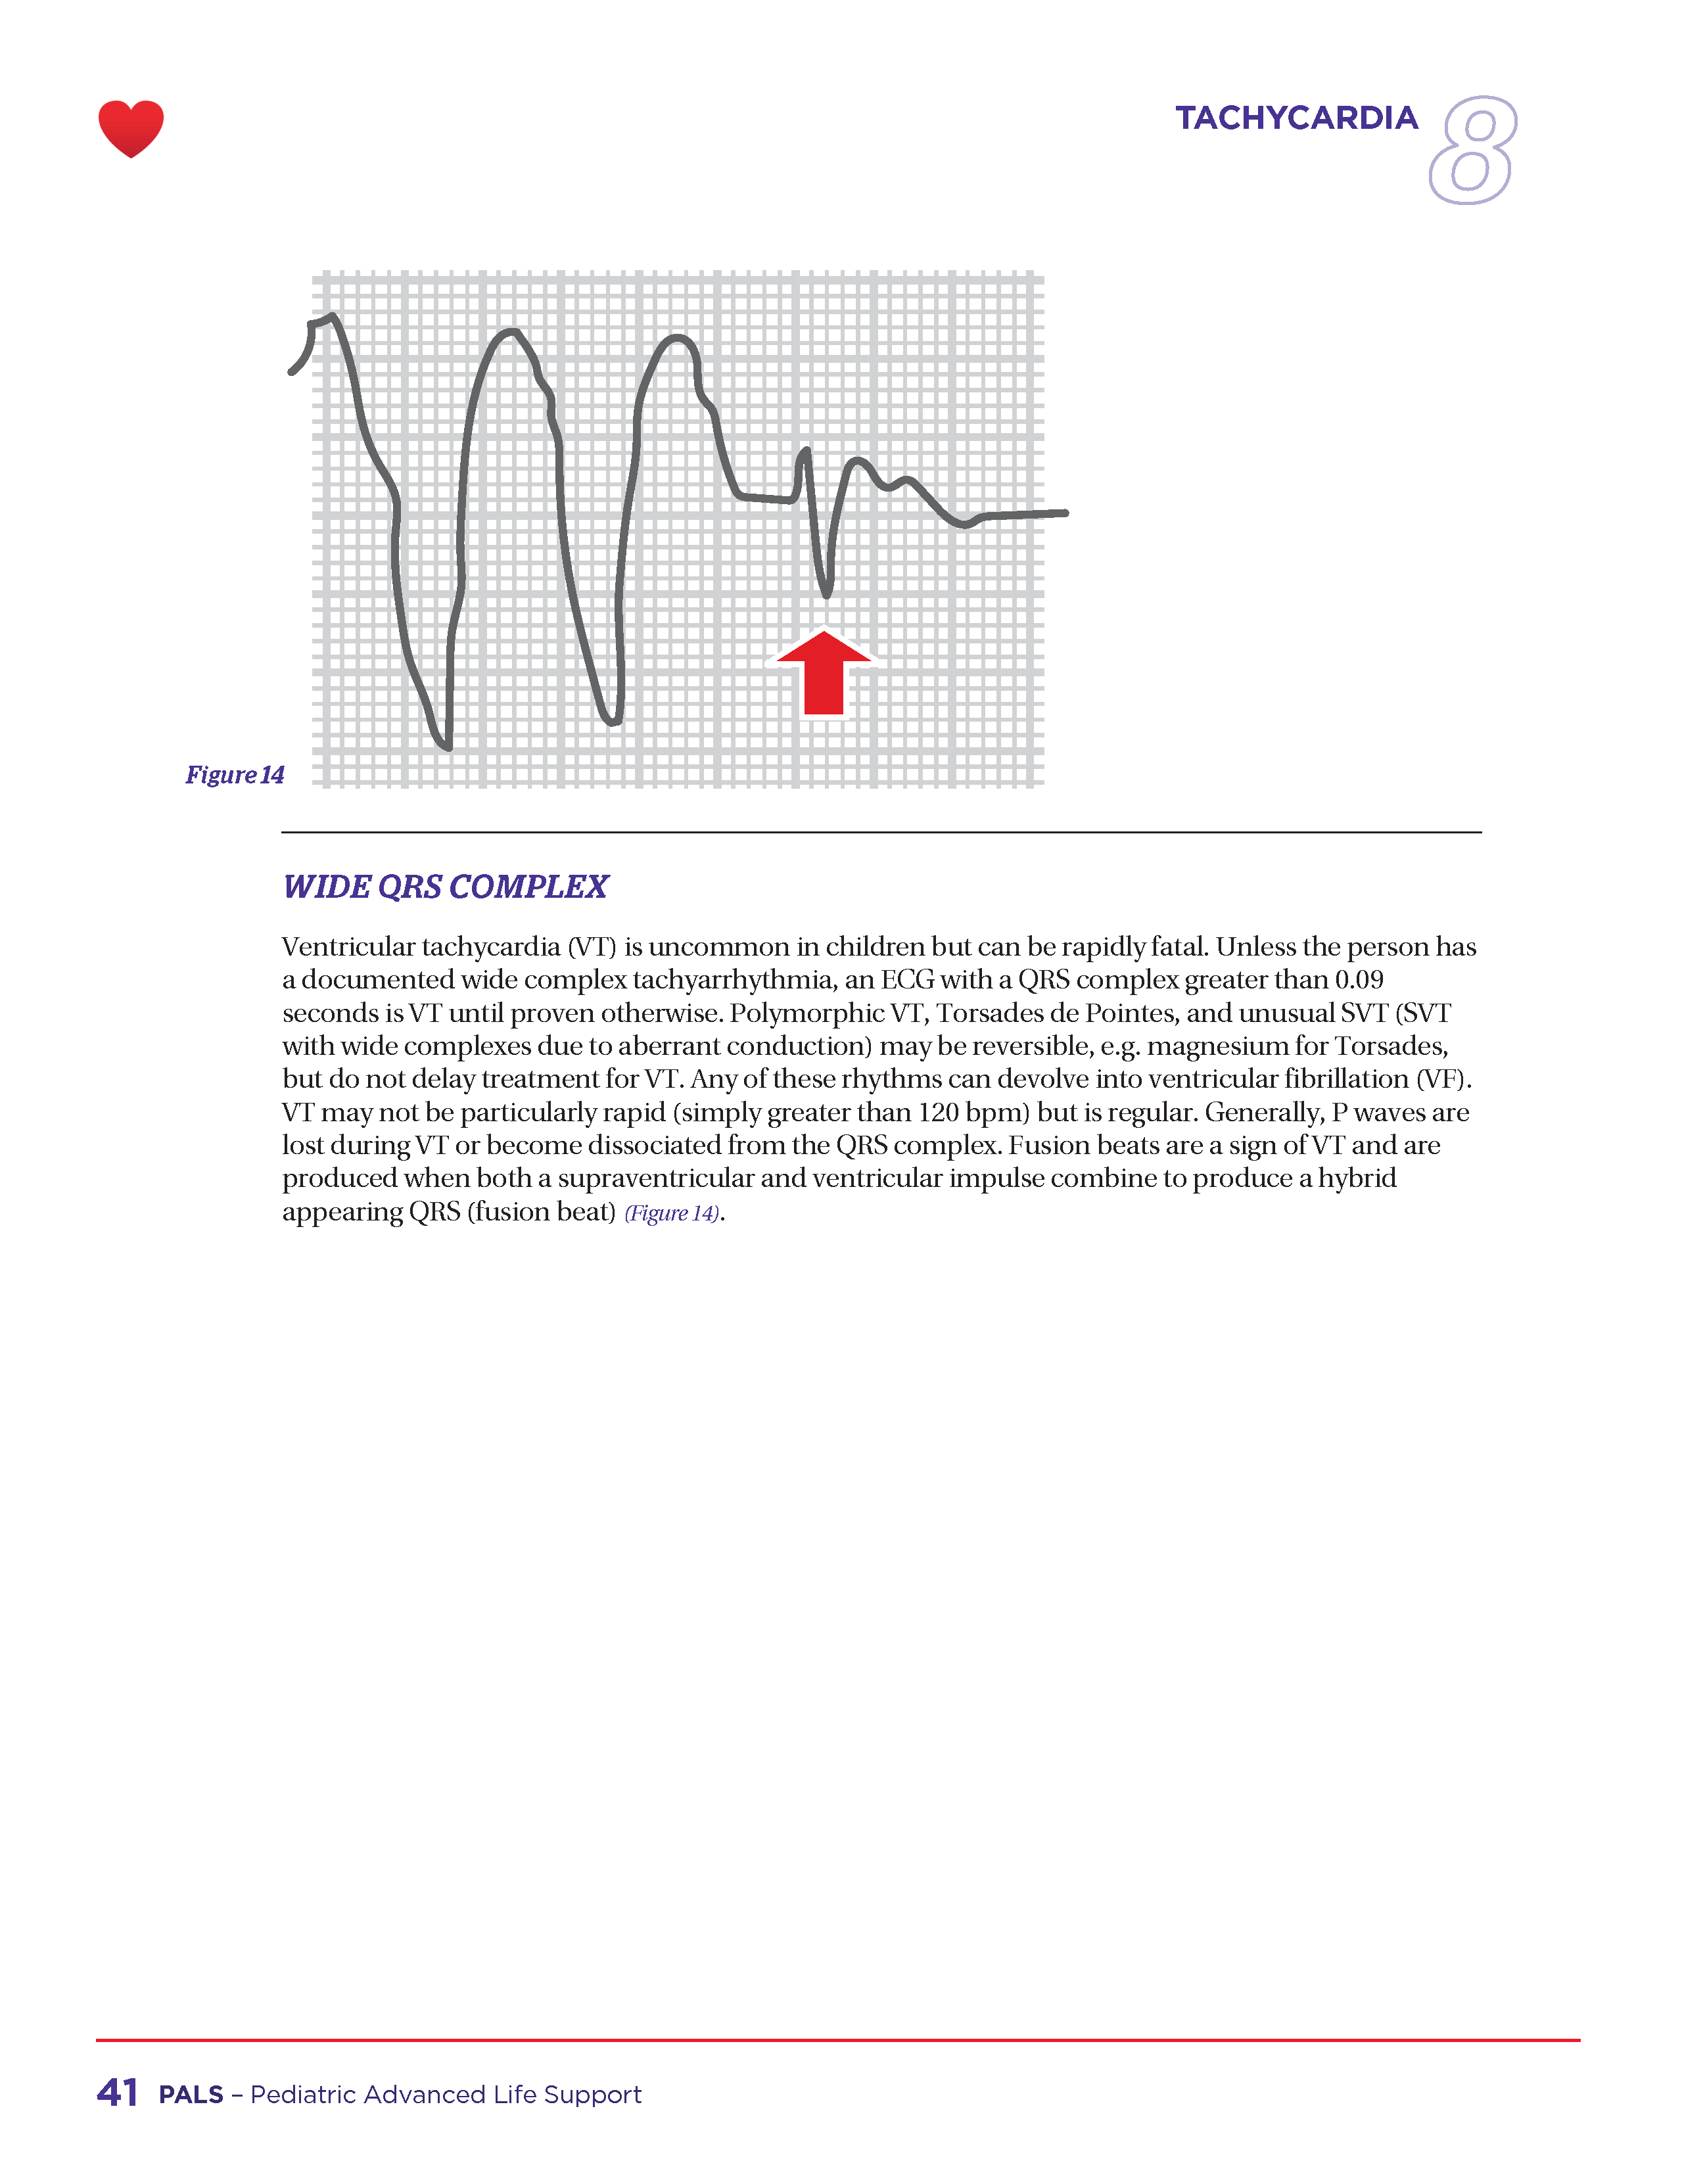 TACHYCARDIA 8
Figure 14
WIDE QRS COMPLEX
Ventricular tachycardia (VT) is uncommon in children but can be rapidly fatal. Unless the person has
a documented wide complex tachyarrhythmia, an ECG with a QRS complex greater than 0.09
seconds is VT until proven otherwise. Polymorphic VT, Torsades de Pointes, and unusual SVT (SVT
with wide complexes due to aberrant conduction) may be reversible, e.g. magnesium for Torsades,
but do not delay treatment for VT. Any of these rhythms can devolve into ventricular fibrillation (VF).
VT may not be particularly rapid (simply greater than 120 bpm) but is regular. Generally, P waves are
lost during VT or become dissociated from the QRS complex. Fusion beats are a sign of VT and are
produced when both a supraventricular and ventricular impulse combine to produce a hybrid
appearing QRS (fusion beat) (Figure 14).
41 PALS – Pediatric Advanced Life Support